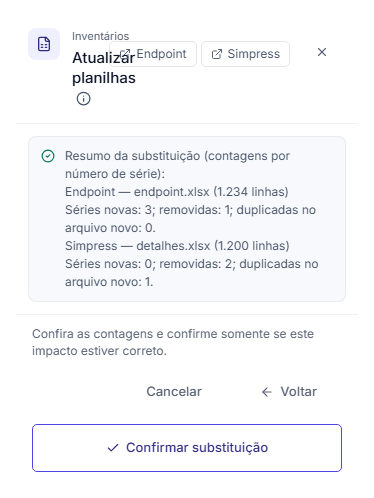 Inventários
Atualizar planilhas
Endpoint
Simpress
Resumo da substituição (contagens por
número de série):
Endpoint — endpoint.xlsx (1.234 linhas)
Séries novas: 3; removidas: 1; duplicadas no
arquivo novo: 0.
Simpress — detalhes.xlsx (1.200 linhas)
Séries novas: 0; removidas: 2; duplicadas no
arquivo novo: 1.
Confira as contagens e confirme somente se este
impacto estiver correto.
Cancelar
Voltar
Confirmar substituição